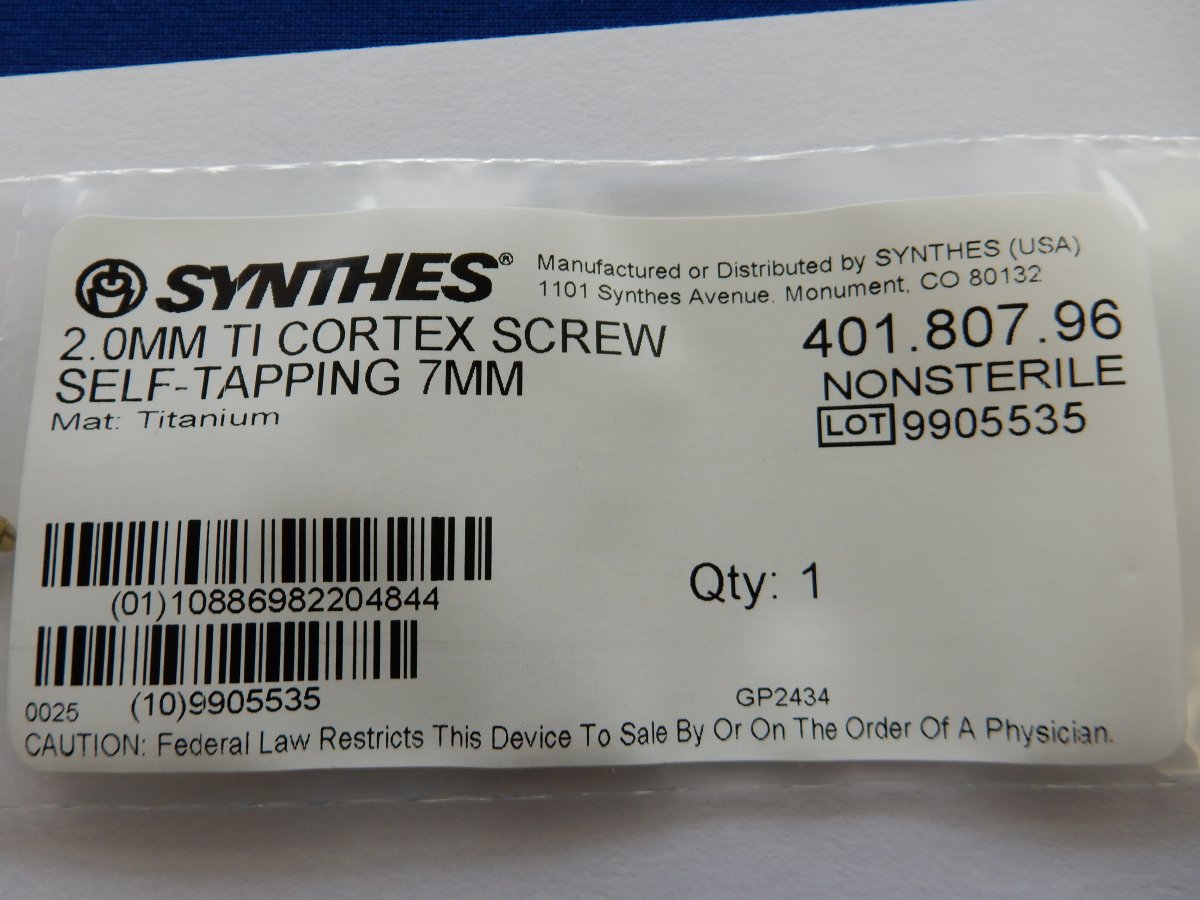 SYNTHES®
Manufactured or Distributed by SYNTHES (USA)
1101 Synthes Avenue. Monument, CO 80132
2.0MM TI CORTEX SCREW
SELF-TAPPING 7MM
Mat: Titanium
401.807.96
NONSTERILE
LOT 9905535
(01)10886982204844
Qty: 1
(10)9905535
0025
GP2434
CAUTION: Federal Law Restricts This Device To Sale By Or On The Order Of A Physician.